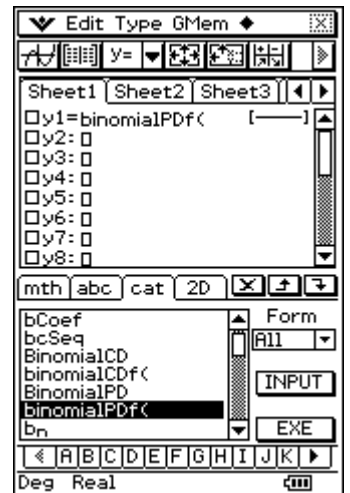 Edit Type GMem
y=
Sheet1 Sheet2 Sheet3
y1=binomialPDf( [——]
y2:
y3:
y4:
y5:
y6:
y7:
y8:
mth abc cat 2D
bCoef
bcSeq
BinomialCD
binomialCDf(
BinomialPD
binomialPDf(
bn
Form
All
INPUT
EXE
A B C D E F G H I J K
Deg Real